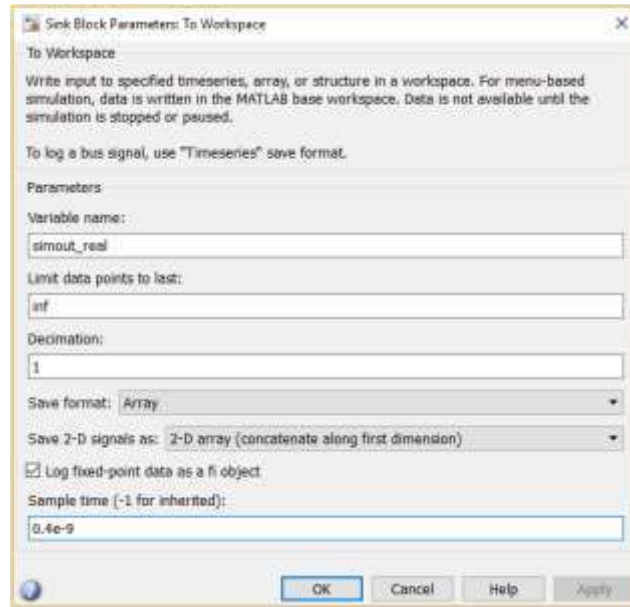 Sink Block Parameters: To Workspace
To Workspace
Write input to specified timeseries, array, or structure in a workspace. For menu-based
simulation, data is written in the MATLAB base workspace. Data is not available until the
simulation is stopped or paused.
To log a bus signal, use "Timeseries" save format.
Parameters
Variable name:
simout_real
Limit data points to last:
inf
Decimation:
1
Save format: Array
Save 2-D signals as: 2-D array (concatenate along first dimension)
Log fixed-point data as a fi object
Sample time (-1 for inherited):
0.4e-9
OK Cancel Help Apply